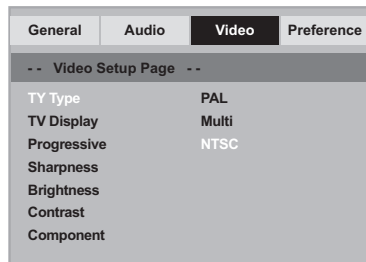 General Audio Video Preference
- - Video Setup Page - -
TY Type PAL
TV Display Multi
Progressive NTSC
Sharpness
Brightness
Contrast
Component